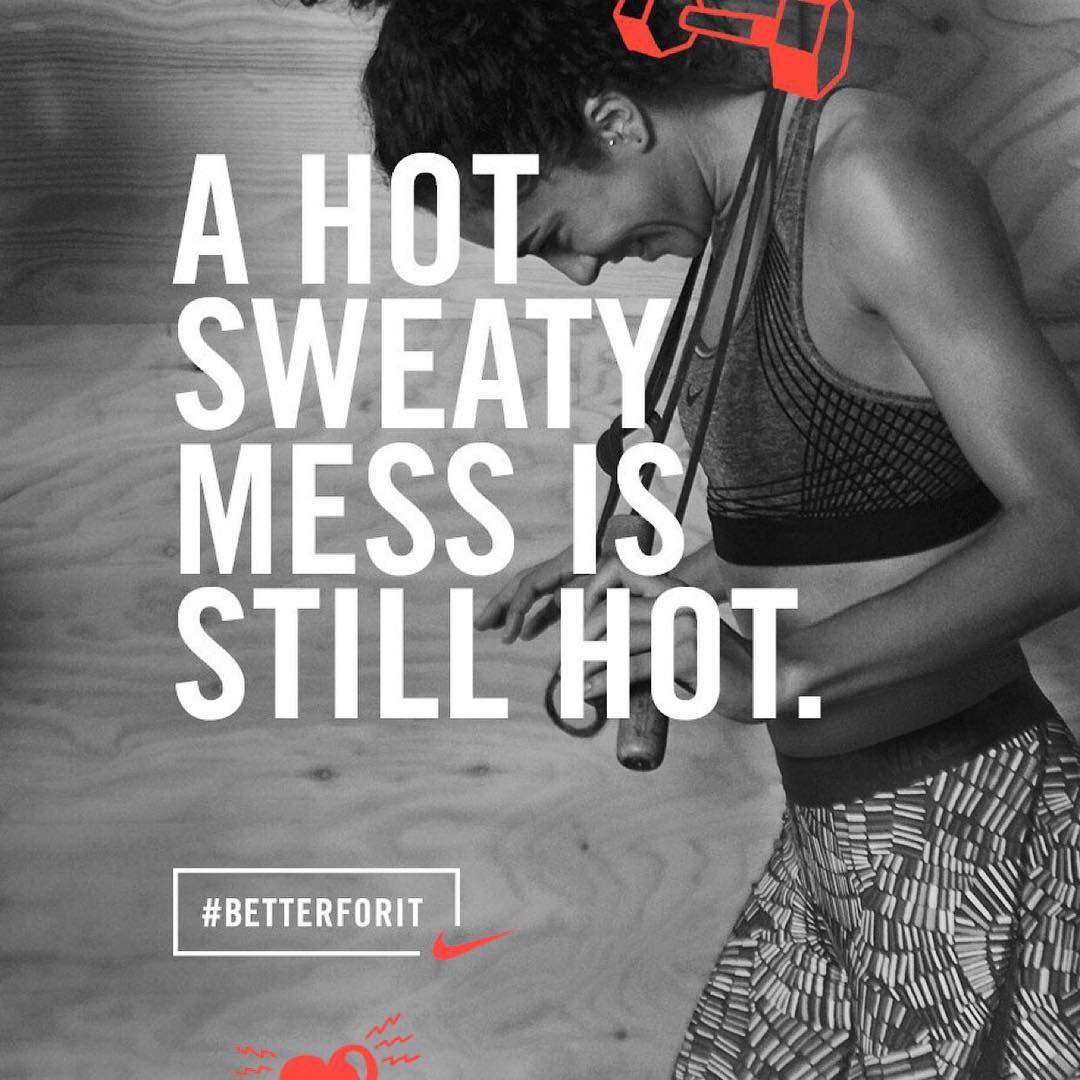 A HOT
SWEATY
MESS IS
STILL HOT.
#BETTERFORIT